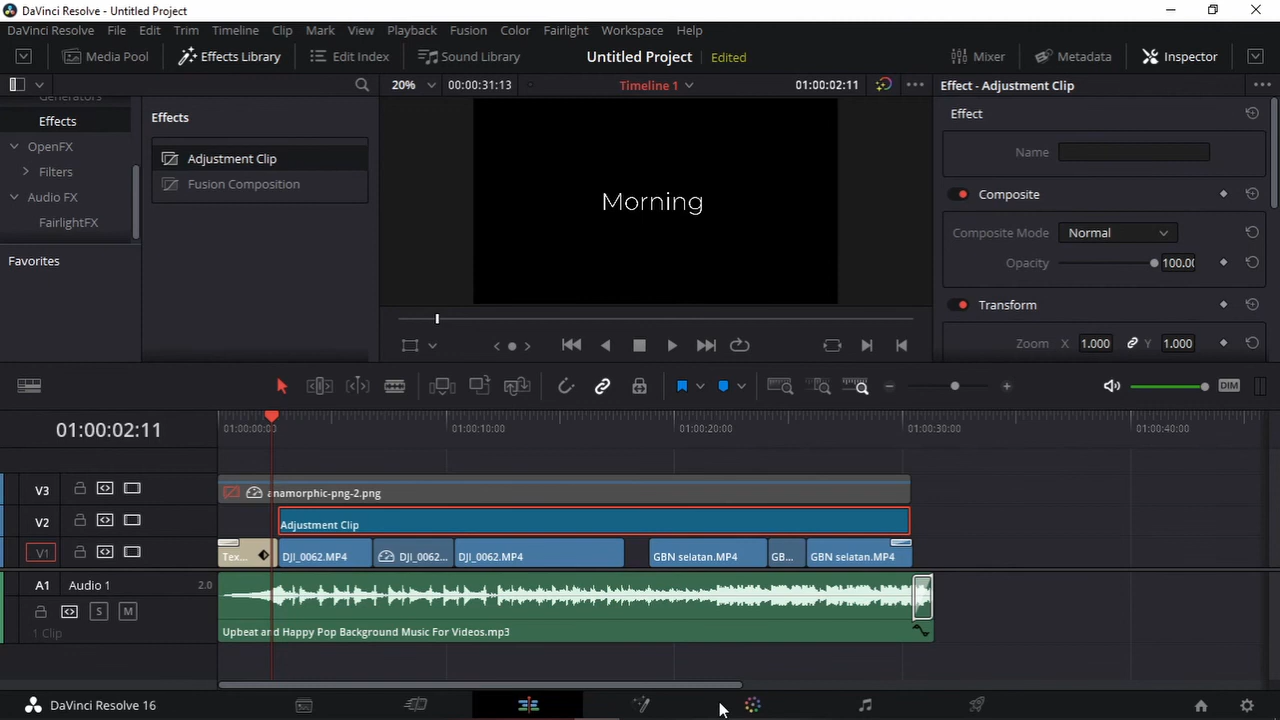 DaVinci Resolve - Untitled Project
DaVinci Resolve File Edit Trim Timeline Clip Mark View Playback Fusion Color Fairlight Workspace Help
Media Pool Effects Library Edit Index Sound Library Untitled Project Edited Mixer Metadata Inspector
20% 00:00:31:13 Timeline 1 01:00:02:11 Effect - Adjustment Clip
Generators
Effects
OpenFX
Filters
Audio FX
FairlightFX
Favorites
Effects
Adjustment Clip
Fusion Composition
Morning
Effect
Name
Composite
Composite Mode Normal
Opacity 100.00
Transform
Zoom X 1.000 Y 1.000
DIM
01:00:02:11
01:00:00:00 01:00:10:00 01:00:20:00 01:00:30:00 01:00:40:00
V3 anamorphic-png-2.png
V2 Adjustment Clip
V1 Tex... DJI_0062.MP4 DJI_0062... DJI_0062.MP4 GBN selatan.MP4 GB... GBN selatan.MP4
A1 Audio 1 2.0
S M
1 Clip
Upbeat and Happy Pop Background Music For Videos.mp3
DaVinci Resolve 16